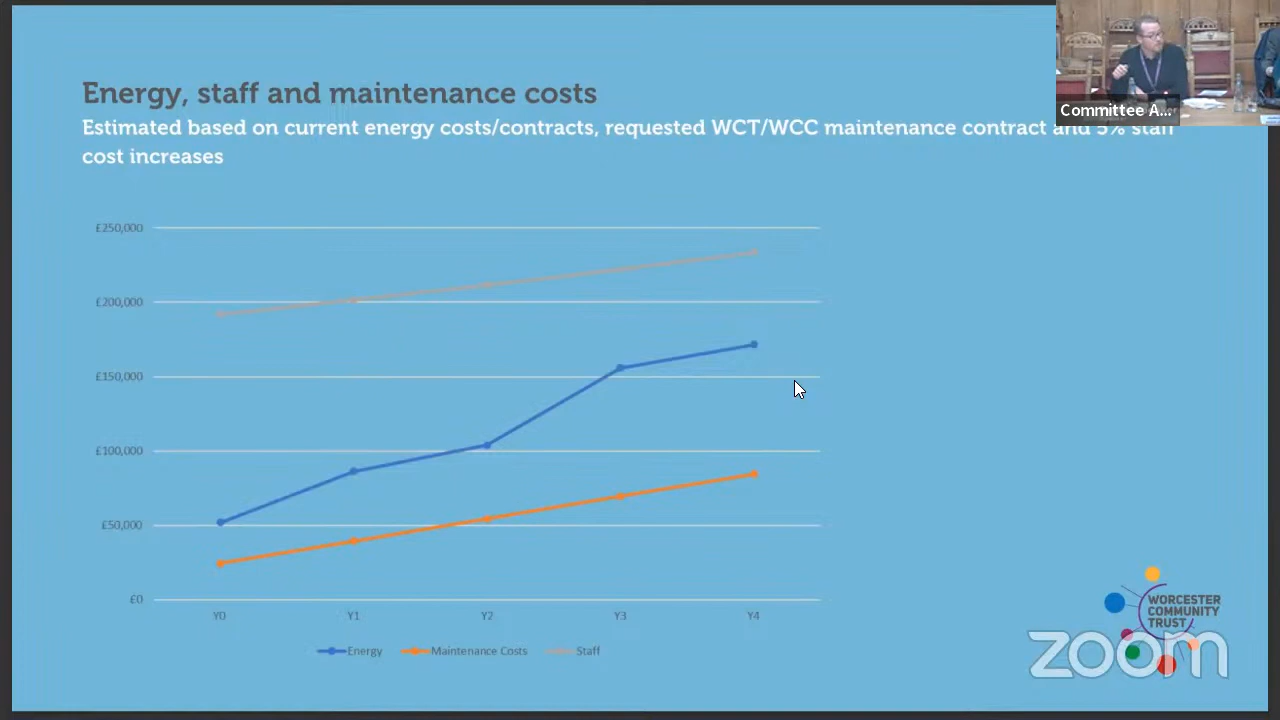 Energy, staff and maintenance costs
Estimated based on current energy costs/contracts, requested WCT/WCC maintenance contract and 5% staff
cost increases
Committee A...
£250,000
£200,000
£150,000
£100,000
£50,000
£0
Y0 Y1 Y2 Y3 Y4
Energy Maintenance Costs Staff
WORCESTER
COMMUNITY
TRUST
zoom